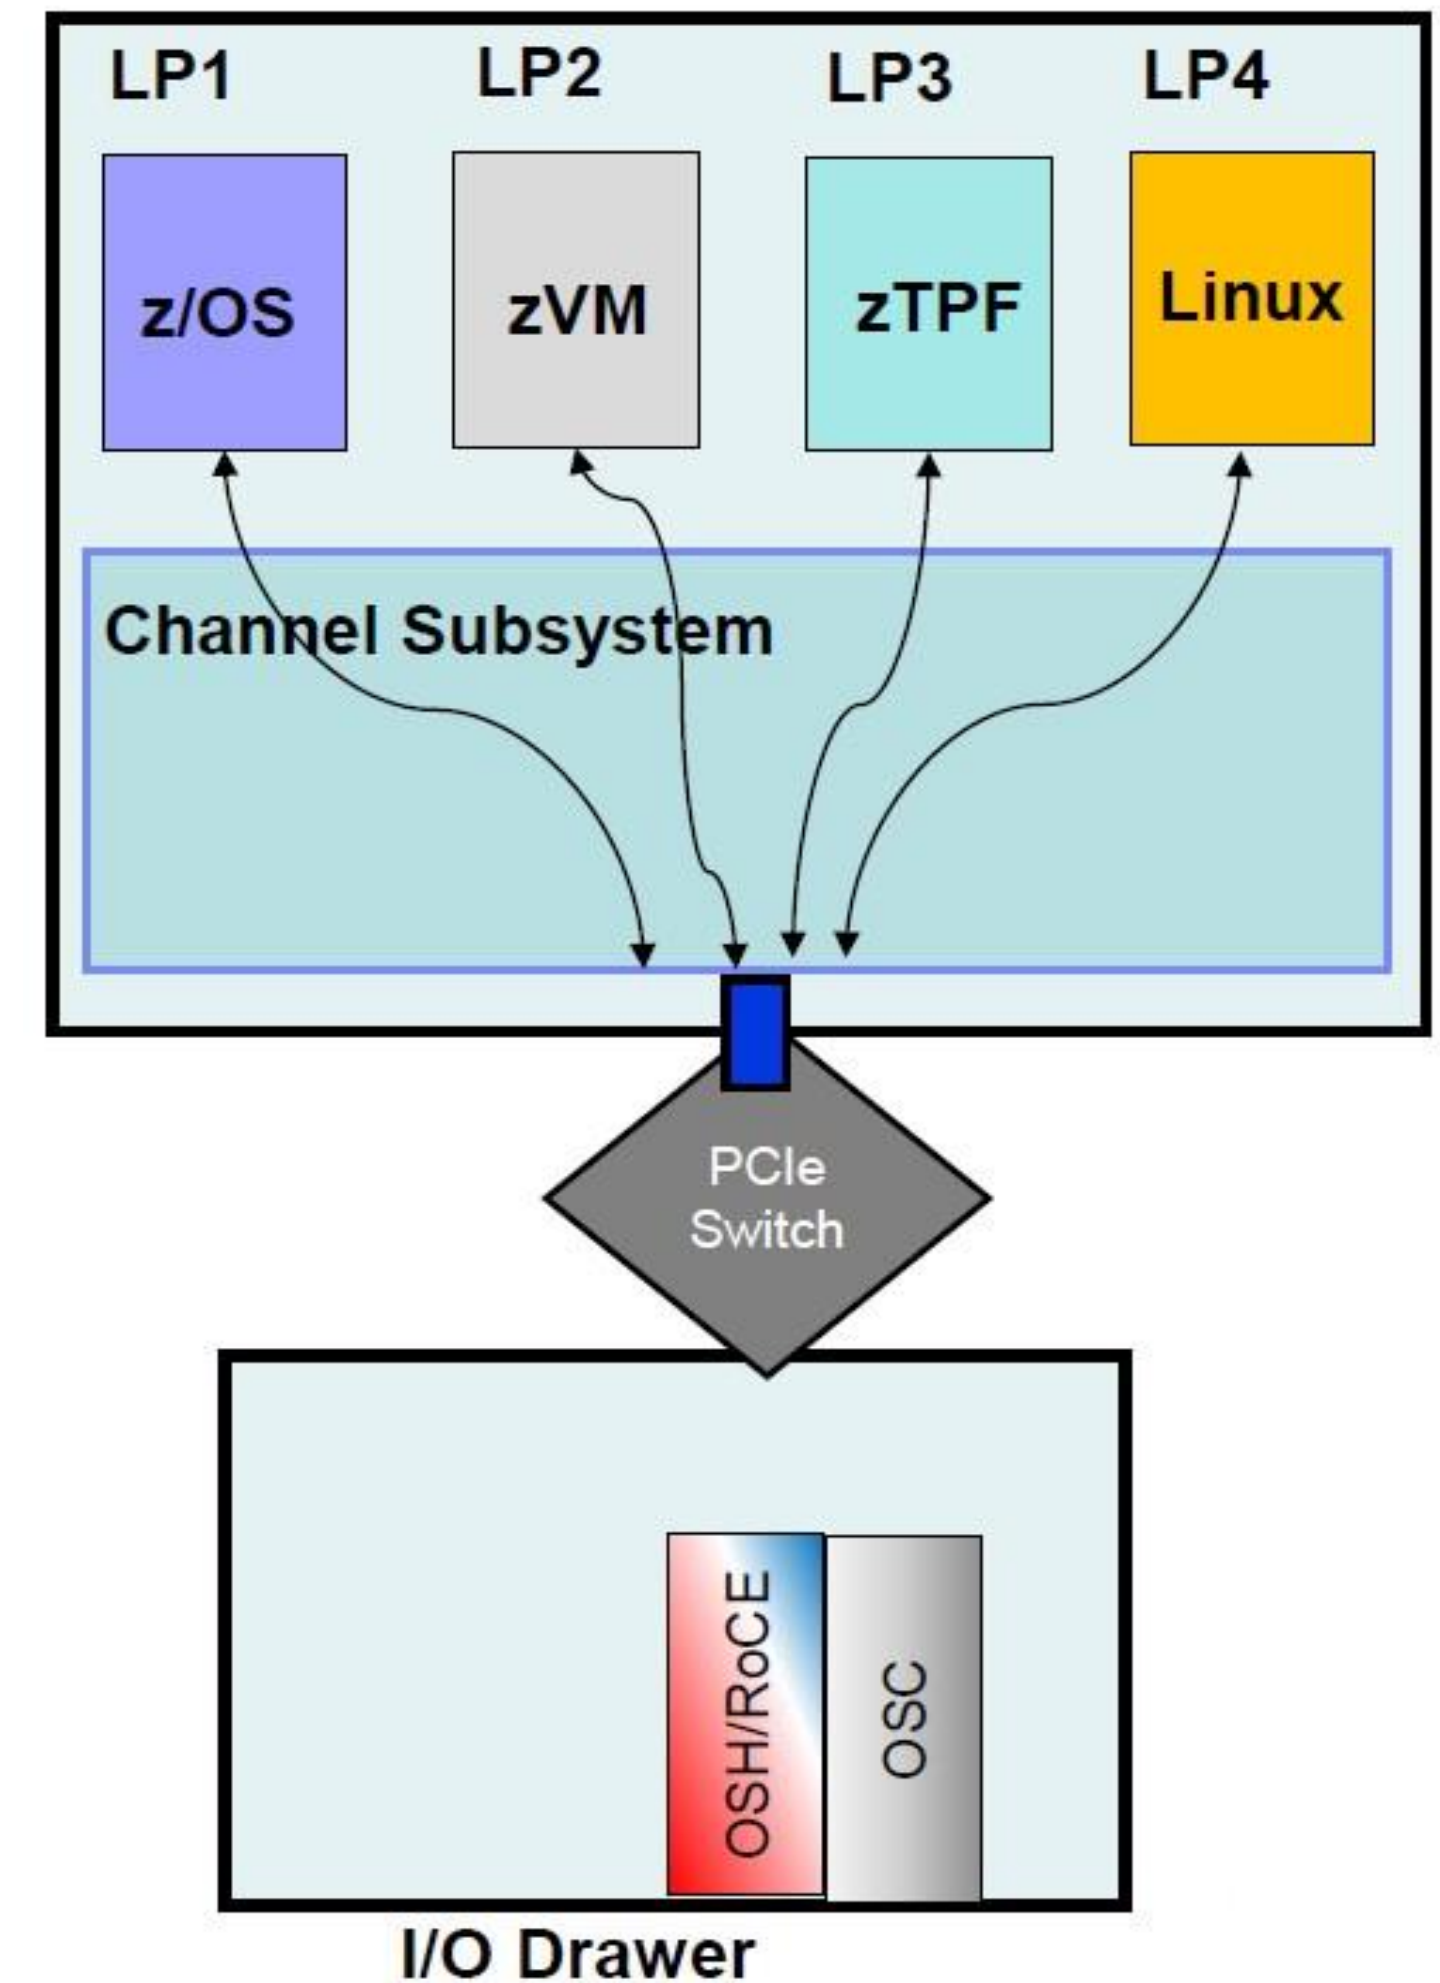 LP1 LP2 LP3 LP4
z/OS zVM zTPF Linux
Channel Subsystem
PCIe
Switch
OSH/RoCE
OSC
I/O Drawer